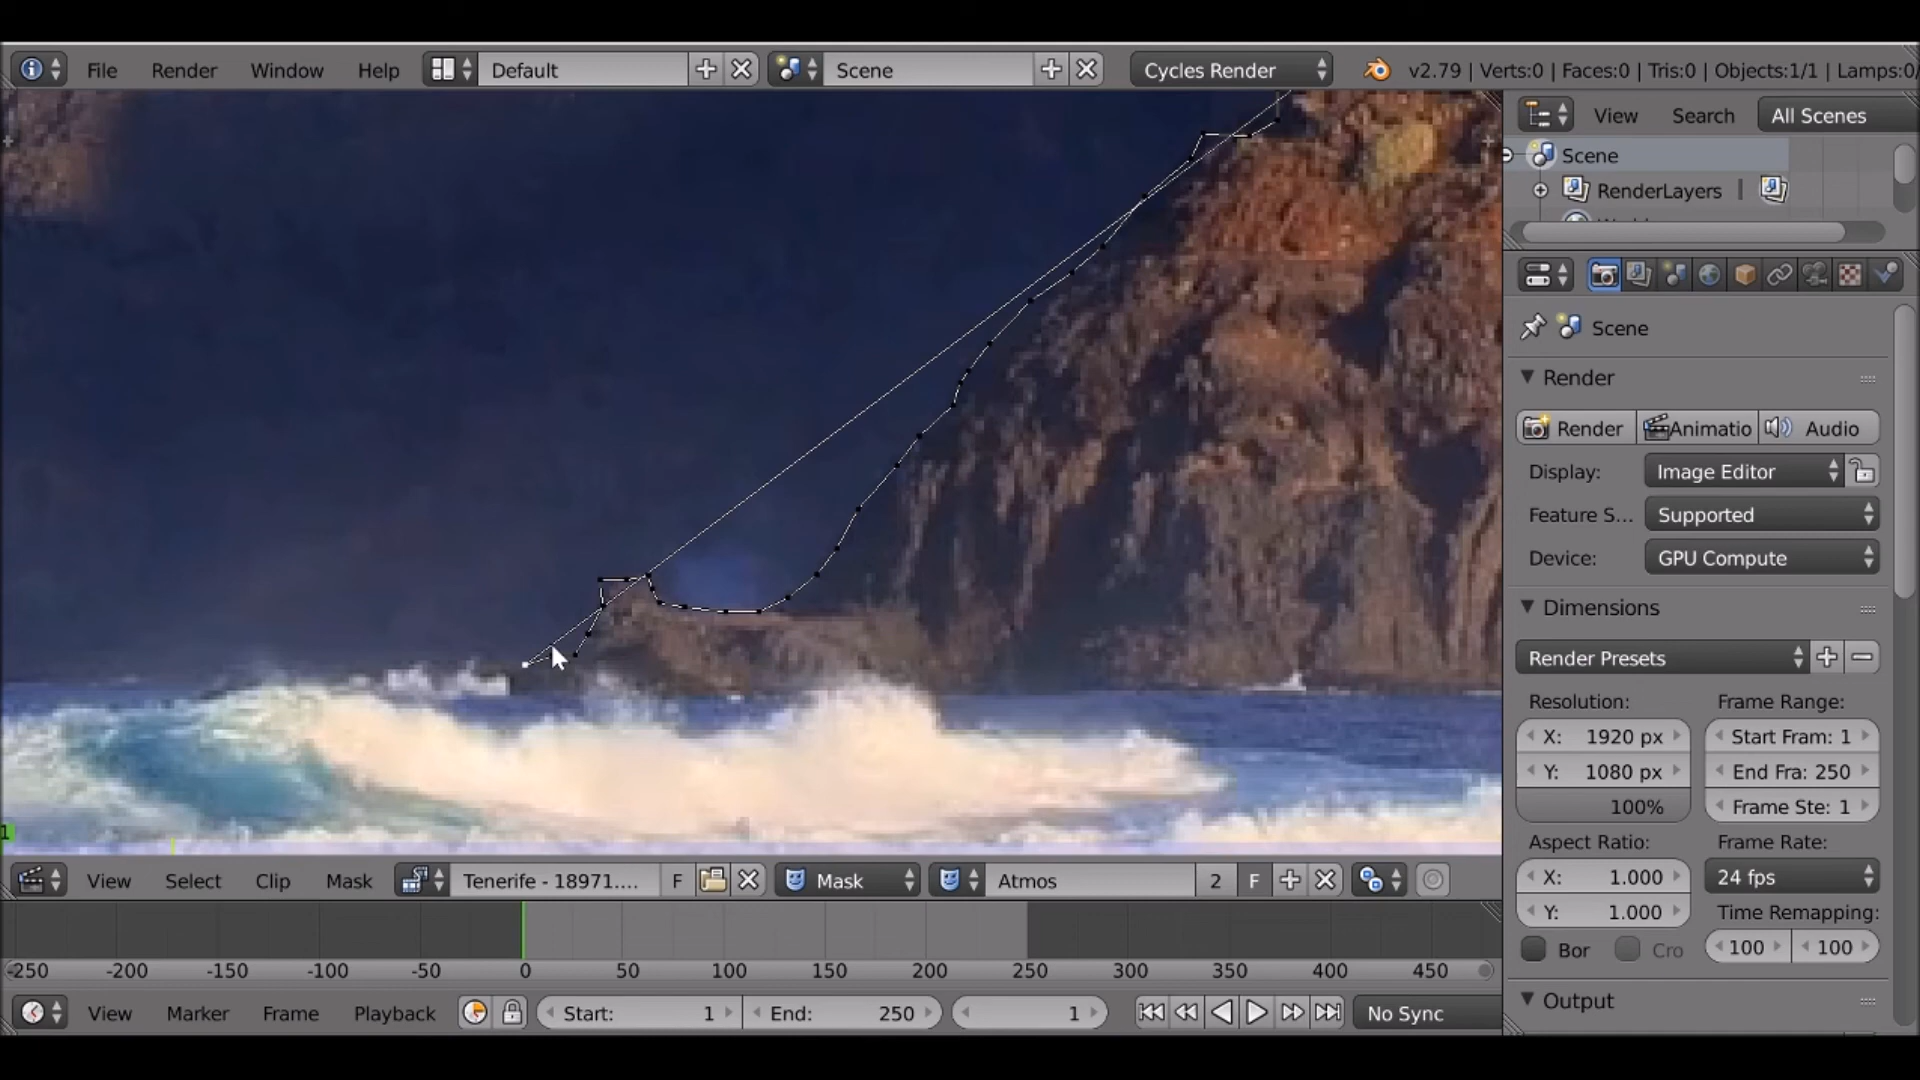 File Render Window Help Default Scene Cycles Render v2.79 | Verts:0 | Faces:0 | Tris:0 | Objects:1/1 | Lamps:0/
View Search All Scenes
Scene
RenderLayers
Scene
Render
Render Animatio Audio
Display: Image Editor
Feature S... Supported
Device: GPU Compute
Dimensions
Render Presets
Resolution: Frame Range:
X: 1920 px Start Fram: 1
Y: 1080 px End Fra: 250
100% Frame Ste: 1
Aspect Ratio: Frame Rate:
X: 1.000 24 fps
Y: 1.000 Time Remapping:
Bor Cro 100 100
Output
1
View Select Clip Mask Tenerife - 18971.... F Mask Atmos 2 F
-250 -200 -150 -100 -50 0 50 100 150 200 250 300 350 400 450
View Marker Frame Playback Start: 1 End: 250 1 No Sync